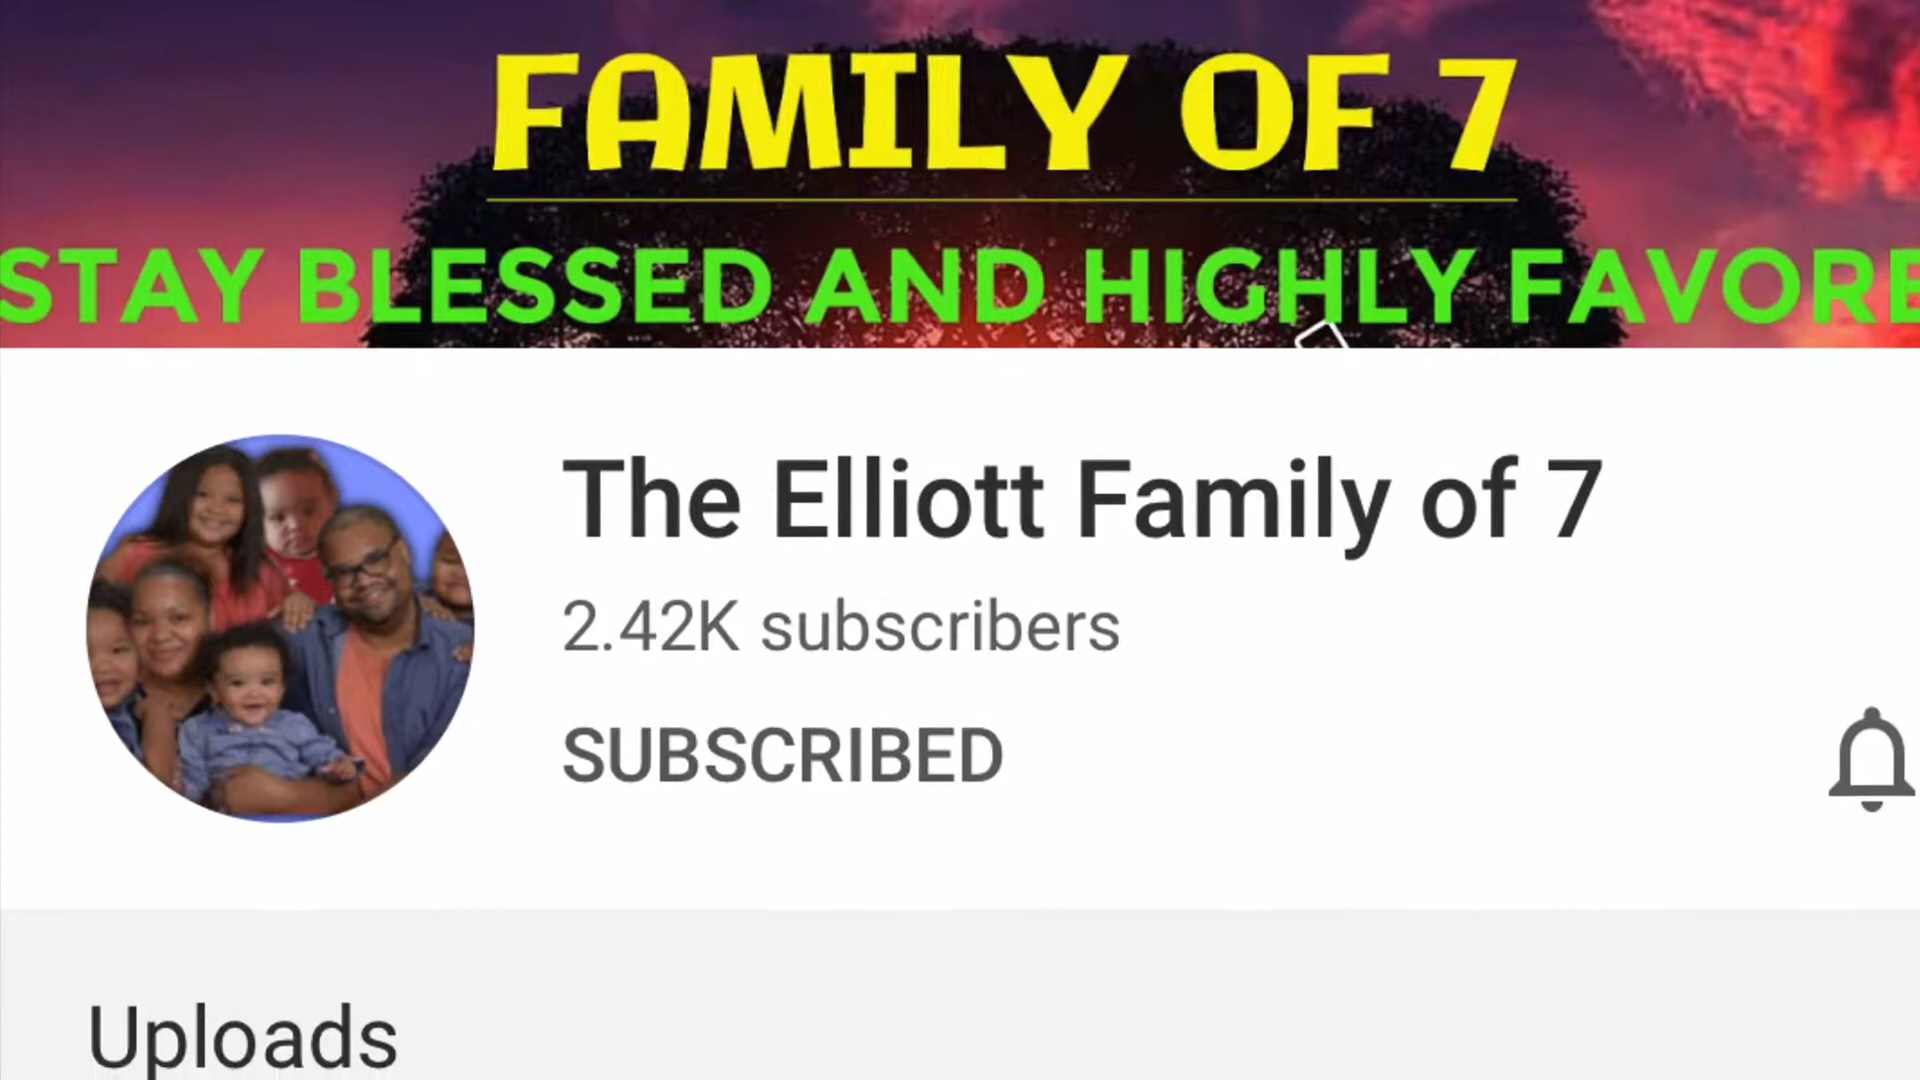 FAMILY OF 7
STAY BLESSED AND HIGHLY FAVORE
The Elliott Family of 7
2.42K subscribers
SUBSCRIBED
Uploads